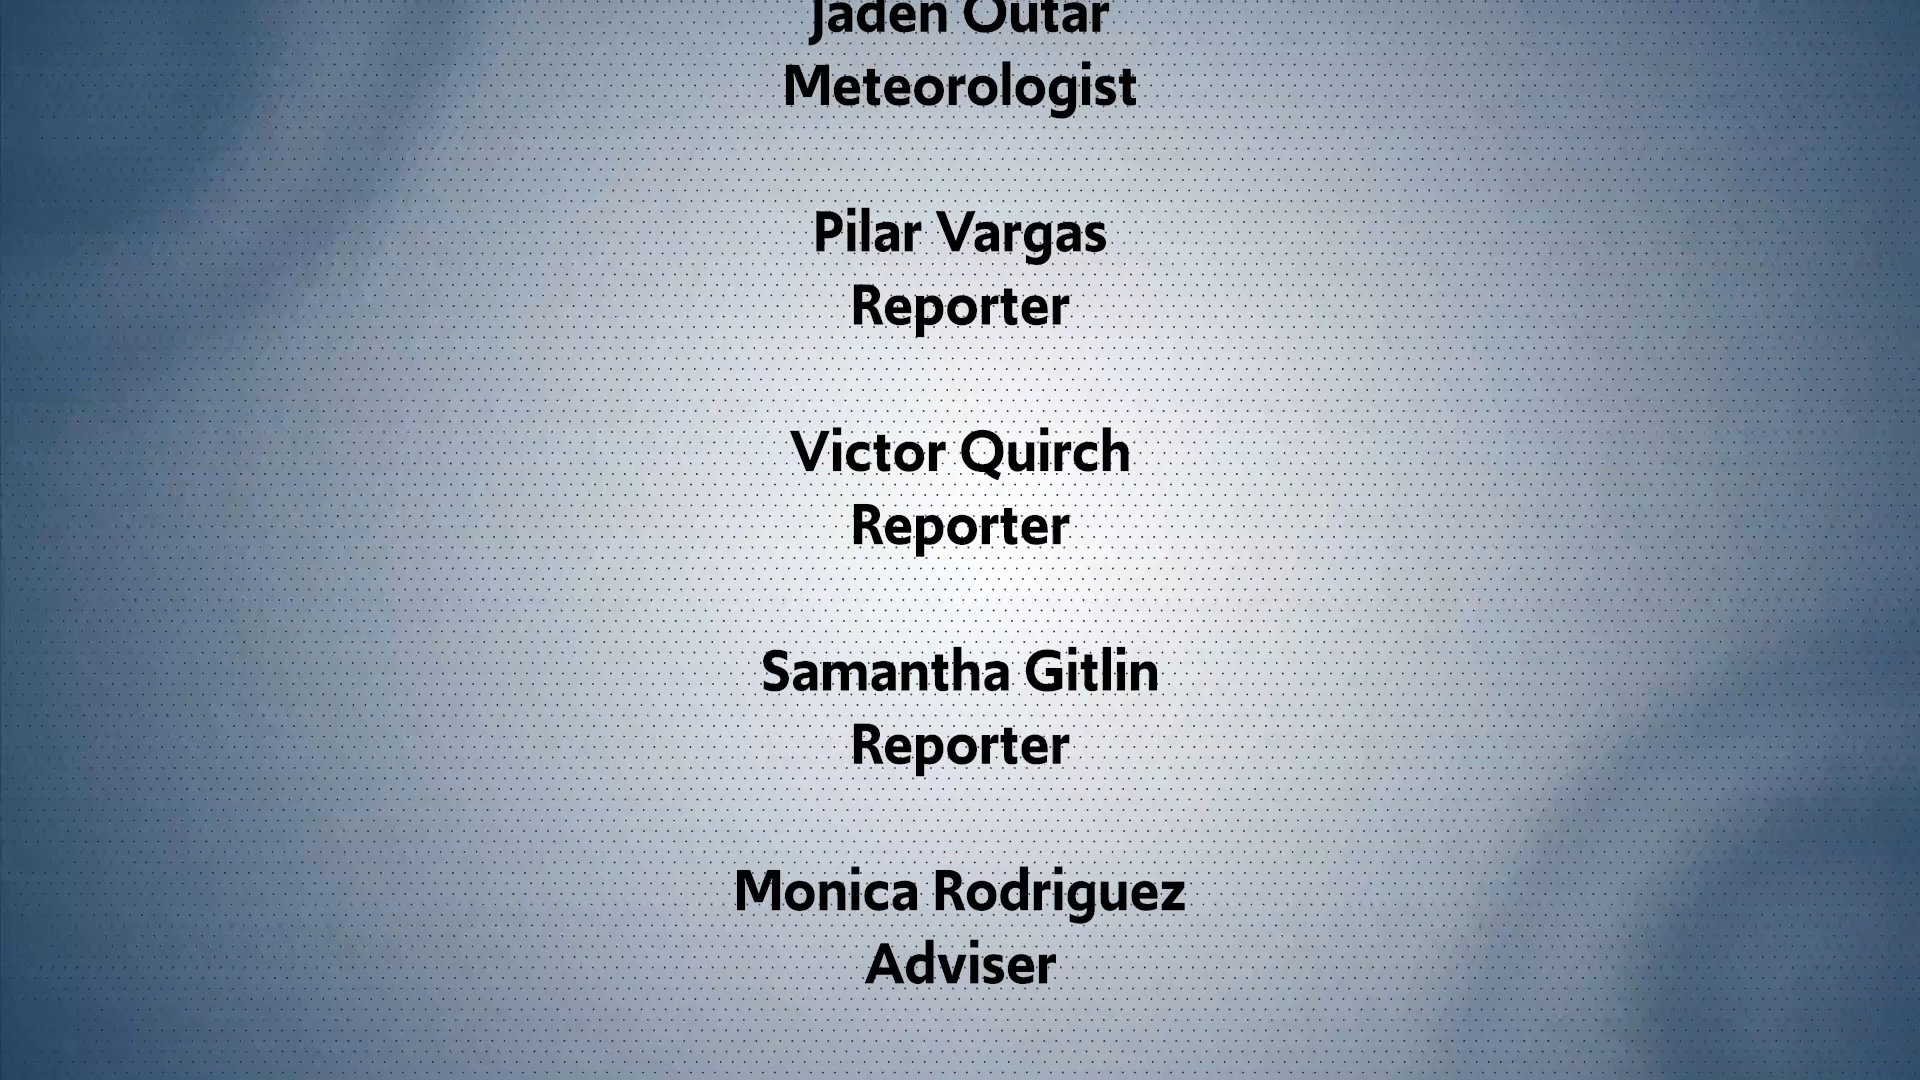 Jaden Outar
Meteorologist
Pilar Vargas
Reporter
Victor Quirch
Reporter
Samantha Gitlin
Reporter
Monica Rodriguez
Adviser